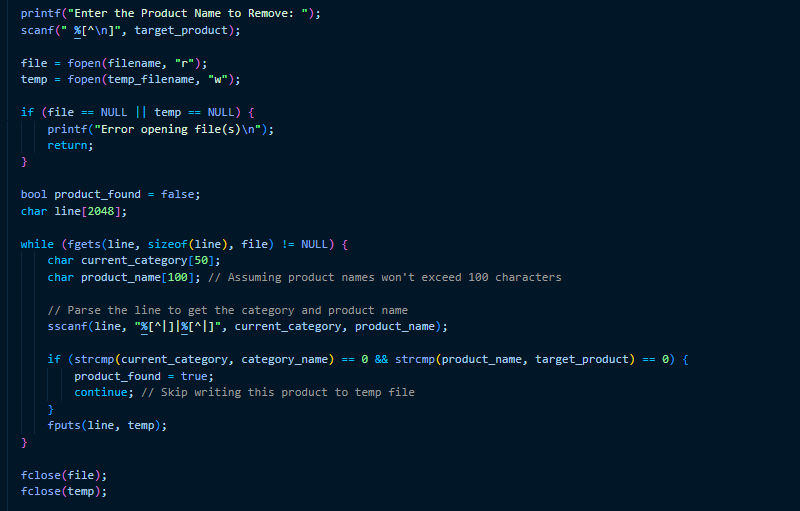 printf("Enter the Product Name to Remove: ");
scanf(" %[^\n]", target_product);

file = fopen(filename, "r");
temp = fopen(temp_filename, "w");

if (file == NULL || temp == NULL) {
    printf("Error opening file(s)\n");
    return;
}

bool product_found = false;
char line[2048];

while (fgets(line, sizeof(line), file) != NULL) {
    char current_category[50];
    char product_name[100]; // Assuming product names won't exceed 100 characters

    // Parse the line to get the category and product name
    sscanf(line, "%[^|]|%[^|]", current_category, product_name);

    if (strcmp(current_category, category_name) == 0 && strcmp(product_name, target_product) == 0) {
        product_found = true;
        continue; // Skip writing this product to temp file
    }
    fputs(line, temp);
}

fclose(file);
fclose(temp);